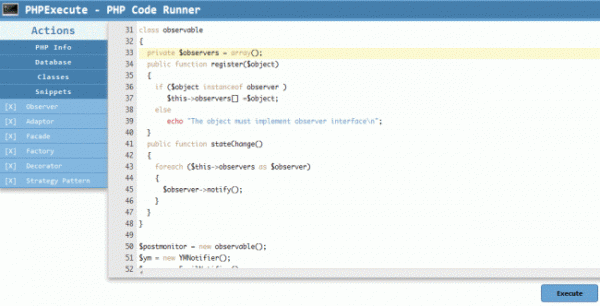 PHPExecute - PHP Code Runner
Actions
PHP Info
Database
Classes
Snippets
[X] Observer
[X] Adaptor
[X] Facade
[X] Factory
[X] Decorator
[X] Strategy Pattern
31 class observable
32 {
33 private $observers = array();
34 public function register($object)
35 {
36 if ($object instanceof observer )
37 $this->observers[] =$object;
38 else
39 echo "The object must implement observer interface\n";
40 }
41 public function stateChange()
42 {
43 foreach ($this->observers as $observer)
44 {
45 $observer->notify();
46 }
47 }
48 }
49
50 $postmonitor = new observable();
51 $ym = new YMNotifier();
52
Execute